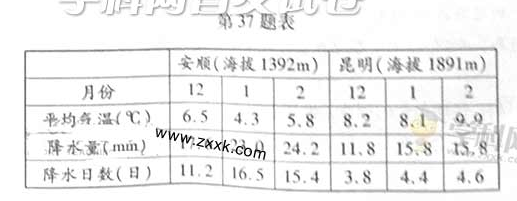 第37题表
安顺(海拔1392m) 昆明(海拔1891m)
月份 12 1 2 12 1 2
平均气温(℃) 6.5 4.3 5.8 8.2 8.1 9.9
降水量(mm) 24.2 11.8 15.8 15.8
www.zxxk.com
降水日数(日) 11.2 16.5 15.4 3.8 4.4 4.6